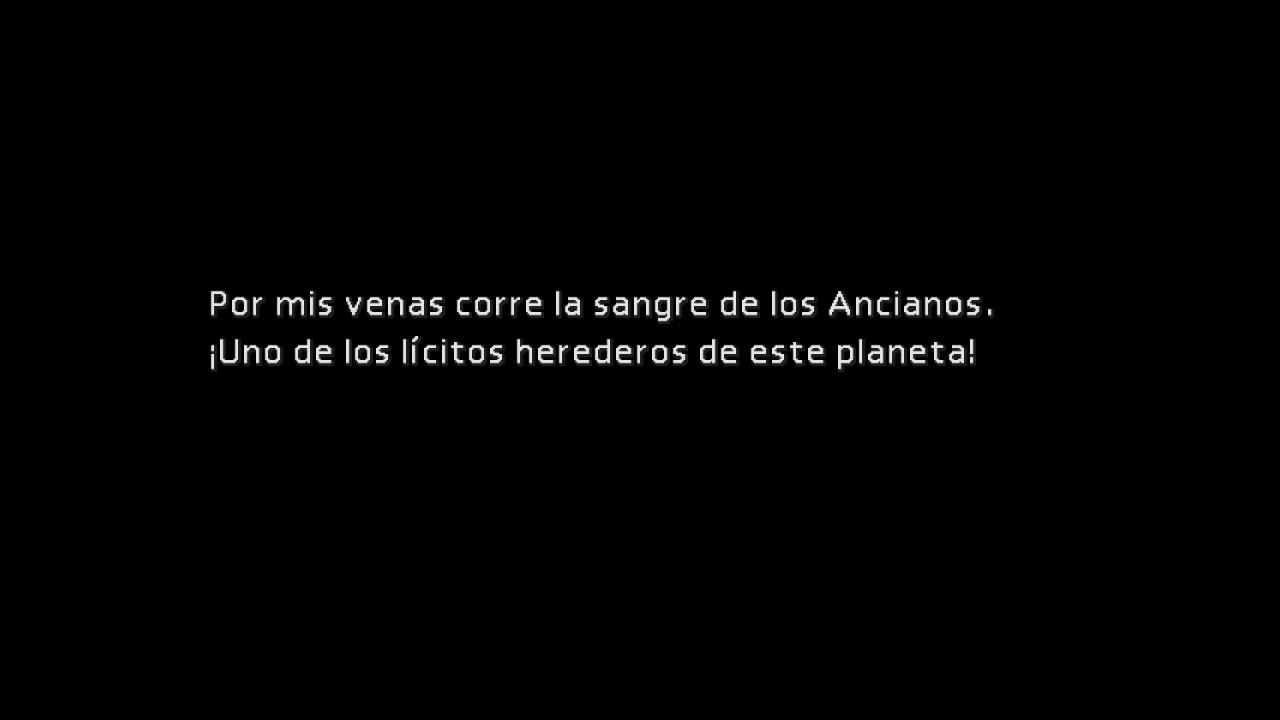 Por mis venas corre la sangre de los Ancianos.
¡Uno de los lícitos herederos de este planeta!